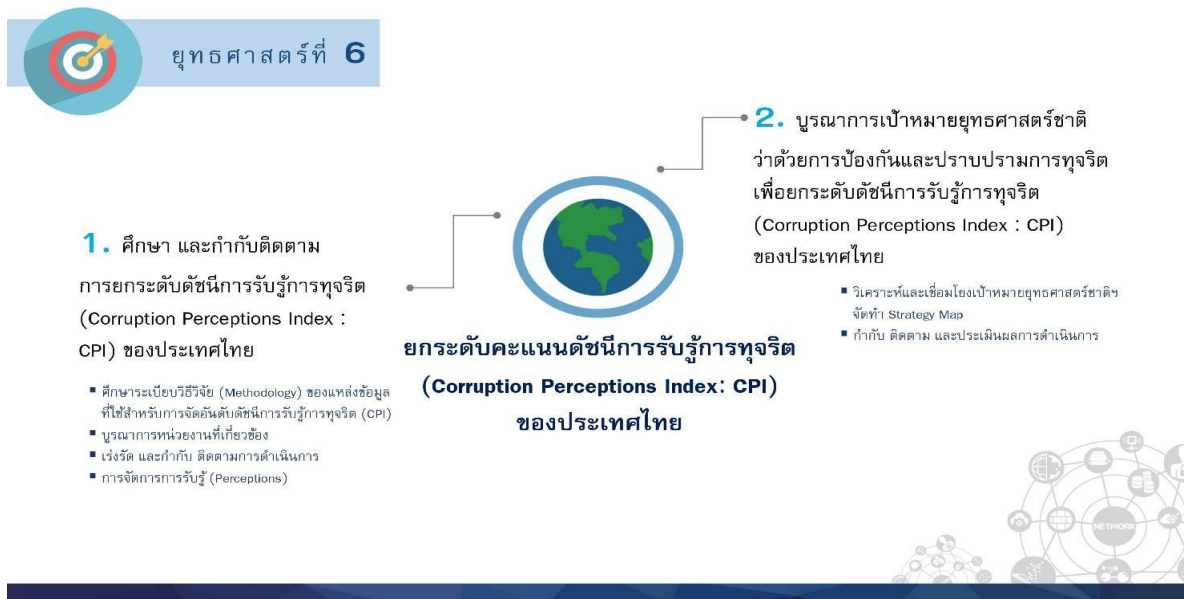 ยุทธศาสตร์ที่ 6
1. ศึกษา และกำกับติดตาม
การยกระดับดัชนีการรับรู้การทุจริต
(Corruption Perceptions Index :
CPI) ของประเทศไทย
▪ ศึกษาระเบียบวิธีวิจัย (Methodology) ของแหล่งข้อมูล
ที่ใช้สำหรับการจัดอันดับดัชนีการรับรู้การทุจริต (CPI)
▪ บูรณาการหน่วยงานที่เกี่ยวข้อง
▪ เร่งรัด และกำกับ ติดตามการดำเนินการ
▪ การจัดการการรับรู้ (Perceptions)
ยกระดับคะแนนดัชนีการรับรู้การทุจริต
(Corruption Perceptions Index: CPI)
ของประเทศไทย
2. บูรณาการเป้าหมายยุทธศาสตร์ชาติ
ว่าด้วยการป้องกันและปราบปรามการทุจริต
เพื่อยกระดับดัชนีการรับรู้การทุจริต
(Corruption Perceptions Index : CPI)
ของประเทศไทย
▪ วิเคราะห์และเชื่อมโยงเป้าหมายยุทธศาสตร์ชาติฯ
จัดทำ Strategy Map
▪ กำกับ ติดตาม และประเมินผลการดำเนินการ
NETWORK